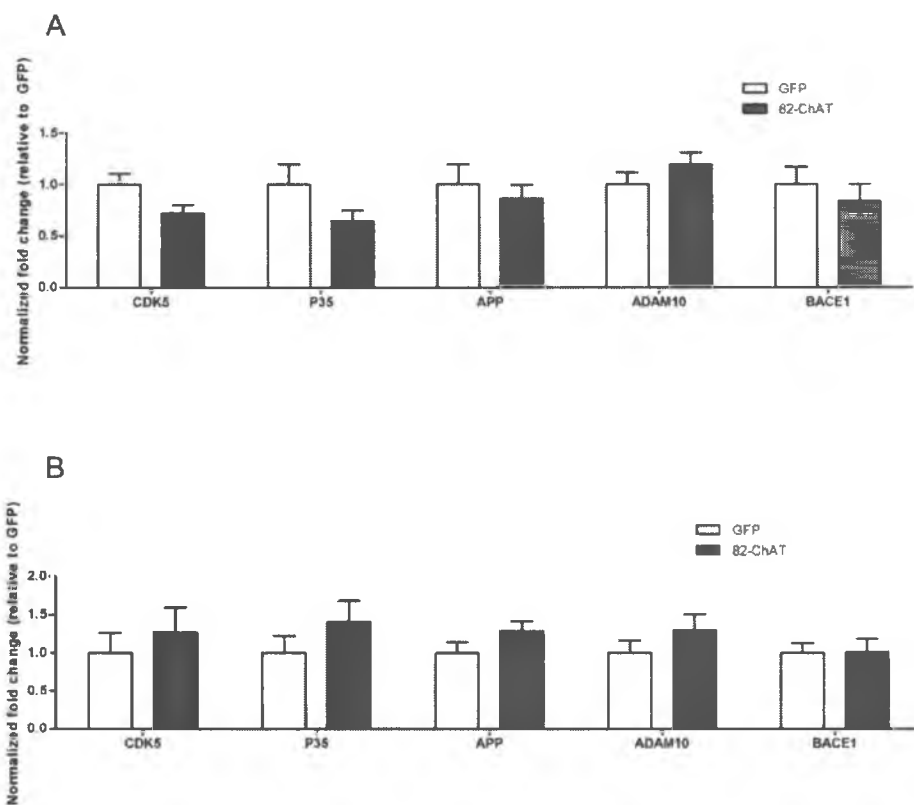 A
Normalized fold change (relative to GFP)
GFP
82-ChAT
1.5
1.0
0.5
0.0
CDK5 P35 APP ADAM10 BACE1
B
Normalized fold change (relative to GFP)
GFP
82-ChAT
2.0
1.5
1.0
0.5
0.0
CDK5 P35 APP ADAM10 BACE1